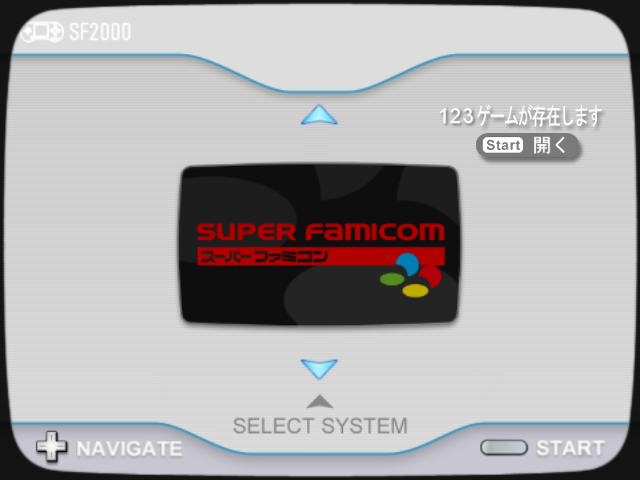 SF2000
123ゲームが存在します
Start 開く
SUPER FAMICOM
スーパーファミコン
SELECT SYSTEM
NAVIGATE
START